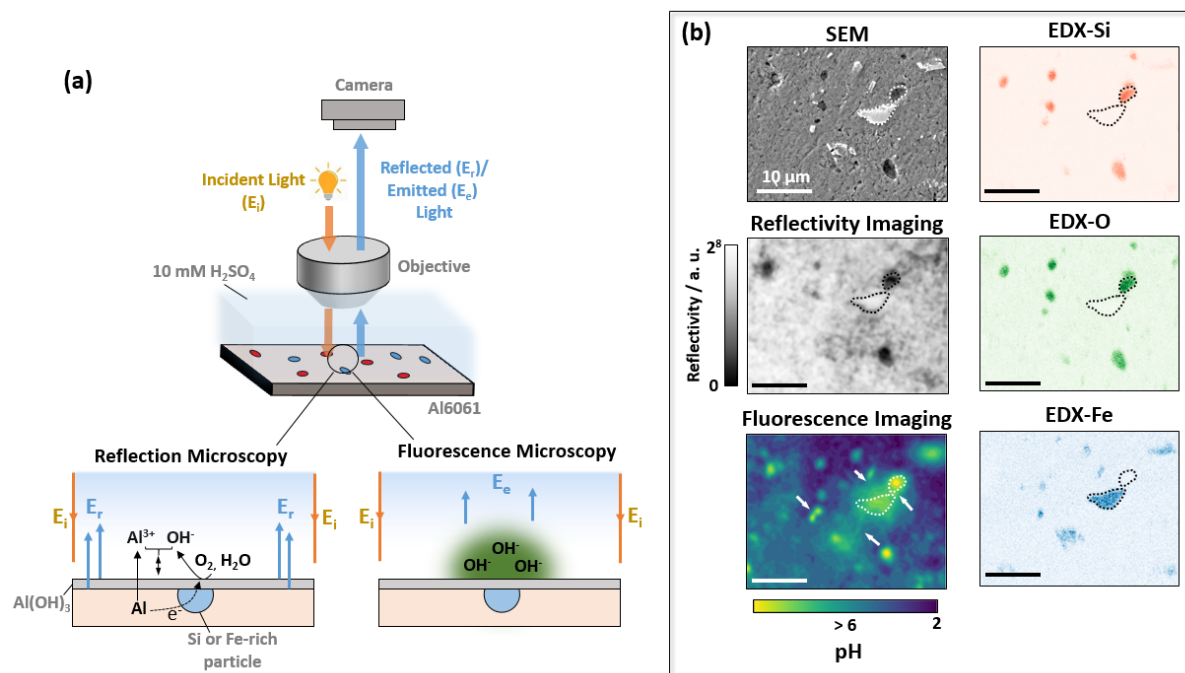 (a)
Camera
Incident Light
(Ei)
Reflected (Er)/
Emitted (Ee)
Light
10 mM H2SO4
Objective
Al6061
Reflection Microscopy
Fluorescence Microscopy
Ei
Er
Er
Ei
Al3+
OH-
O2, H2O
Al(OH)3
Al
e-
Si or Fe-rich
particle
Ei
Ee
Ei
OH-
OH-
OH-
(b)
SEM
10 µm
EDX-Si
Reflectivity Imaging
28
Reflectivity / a. u.
0
EDX-O
Fluorescence Imaging
> 6
2
pH
EDX-Fe